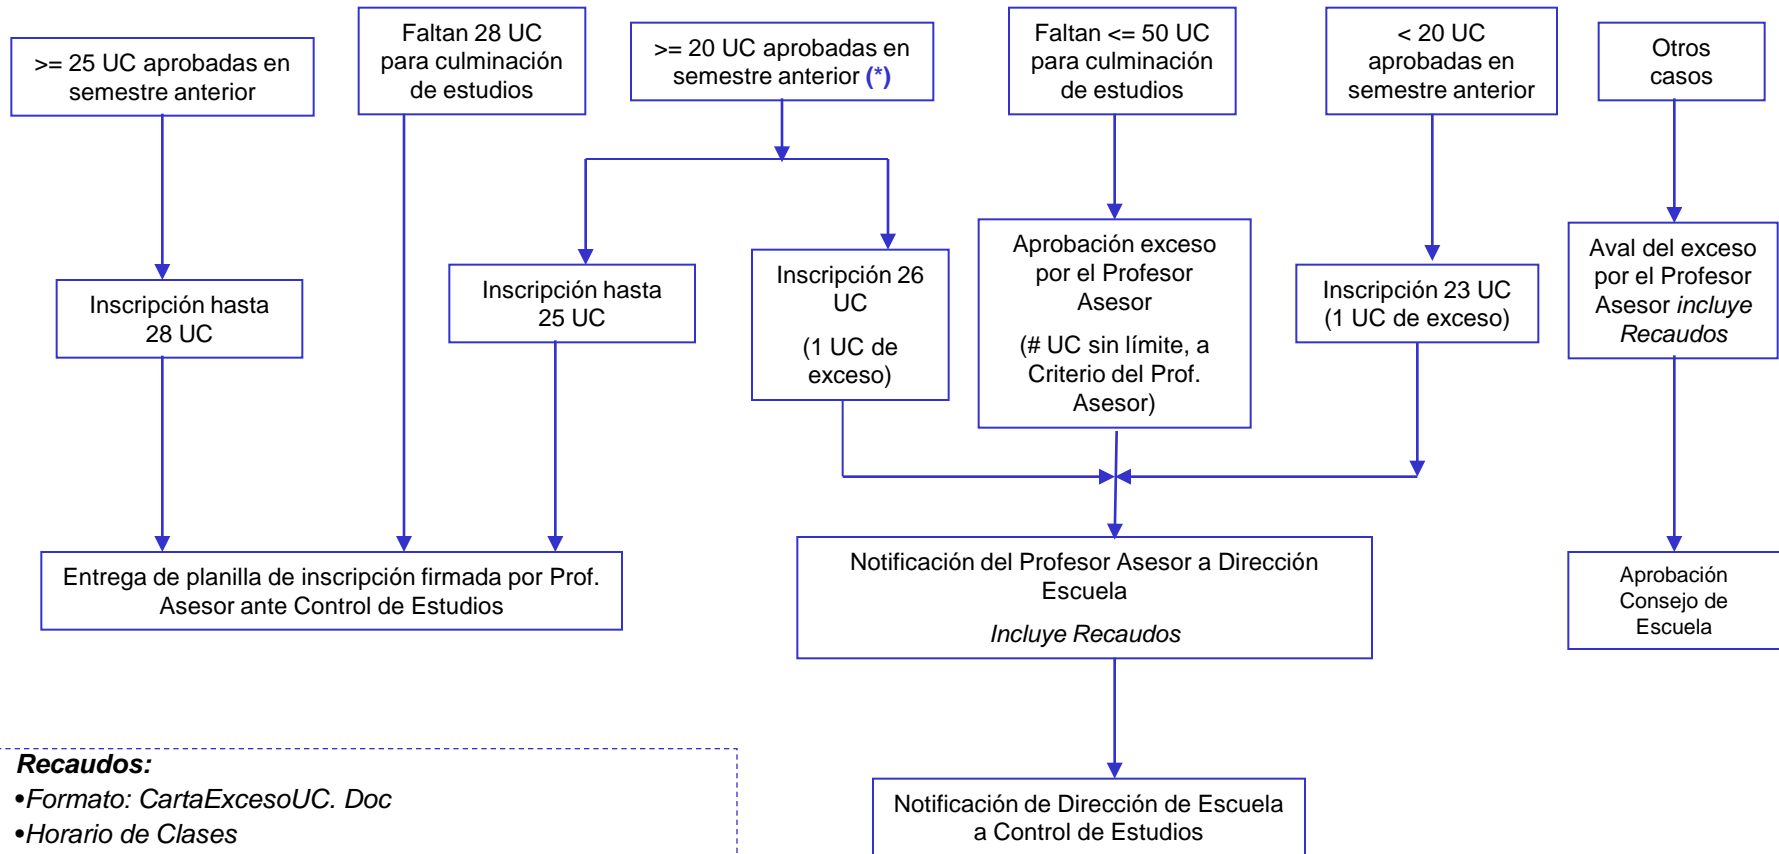 >= 25 UC aprobadas en
semestre anterior
Faltan 28 UC
para culminación
de estudios
>= 20 UC aprobadas en
semestre anterior (*)
Faltan <= 50 UC
para culminación
de estudios
< 20 UC
aprobadas en
semestre anterior
Otros
casos
Inscripción hasta
28 UC
Inscripción hasta
25 UC
Inscripción 26
UC
(1 UC de
exceso)
Aprobación exceso
por el Profesor
Asesor
(# UC sin límite, a
Criterio del Prof.
Asesor)
Inscripción 23 UC
(1 UC de exceso)
Aval del exceso
por el Profesor
Asesor incluye
Recaudos
Entrega de planilla de inscripción firmada por Prof.
Asesor ante Control de Estudios
Notificación del Profesor Asesor a Dirección
Escuela
Incluye Recaudos
Aprobación
Consejo de
Escuela
Recaudos:
•Formato: CartaExcesoUC. Doc
•Horario de Clases
Notificación de Dirección de Escuela
a Control de Estudios